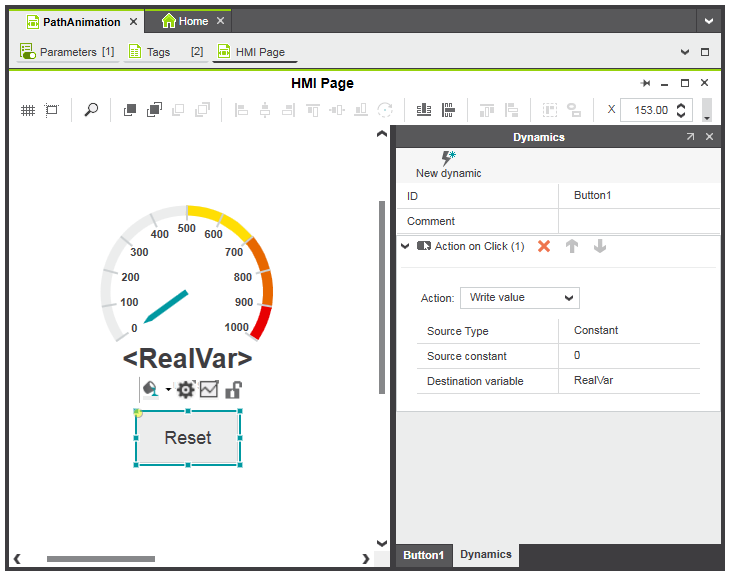 PathAnimation Home
Parameters [1] Tags [2] HMI Page
HMI Page
X 153.00
Dynamics
New dynamic
ID Button1
Comment
Action on Click (1)
Action: Write value
Source Type Constant
Source constant 0
Destination variable RealVar
500
400 600
300 700
200 800
100 900
0 1000
<RealVar>
Reset
Button1 Dynamics